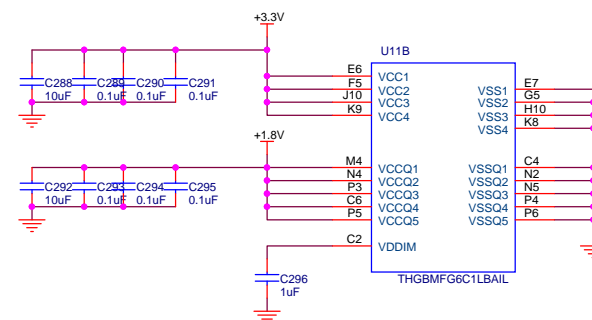 +3.3V
U11B
C288
10uF
C289
0.1uF
C290
0.1uF
C291
0.1uF
E6 VCC1
F5 VCC2
J10 VCC3
K9 VCC4
VSS1 E7
VSS2 G5
VSS3 H10
VSS4 K8
+1.8V
C292
10uF
C293
0.1uF
C294
0.1uF
C295
0.1uF
M4 VCCQ1
N4 VCCQ2
P3 VCCQ3
C6 VCCQ4
P5 VCCQ5
VSSQ1 C4
VSSQ2 N2
VSSQ3 N5
VSSQ4 P4
VSSQ5 P6
C2 VDDIM
C296
1uF
THGBMFG6C1LBAIL